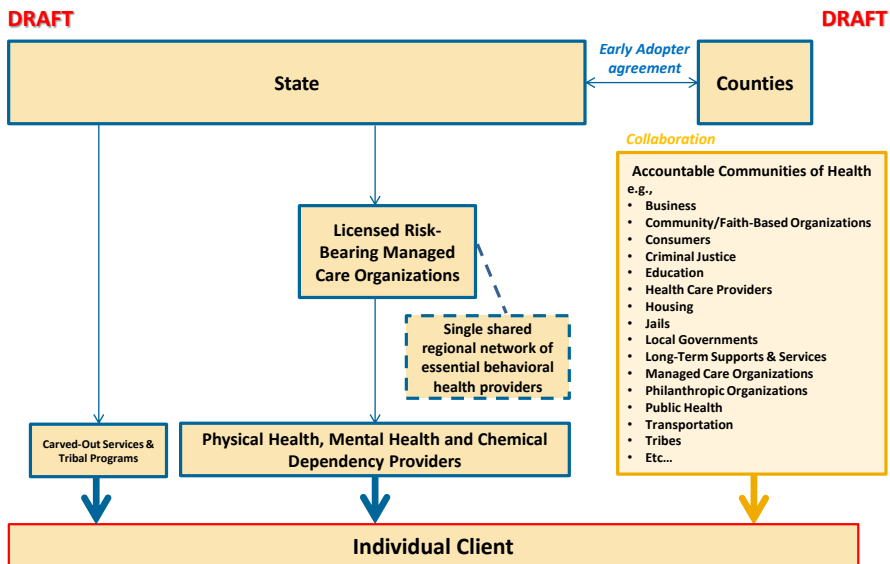 DRAFT
DRAFT
State
Early Adopter
agreement
Counties
Collaboration
Accountable Communities of Health
e.g.,
• Business
• Community/Faith-Based Organizations
• Consumers
• Criminal Justice
• Education
• Health Care Providers
• Housing
• Jails
• Local Governments
• Long-Term Supports & Services
• Managed Care Organizations
• Philanthropic Organizations
• Public Health
• Transportation
• Tribes
• Etc…
Licensed Risk-
Bearing Managed
Care Organizations
Single shared
regional network of
essential behavioral
health providers
Carved-Out Services &
Tribal Programs
Physical Health, Mental Health and Chemical
Dependency Providers
Individual Client